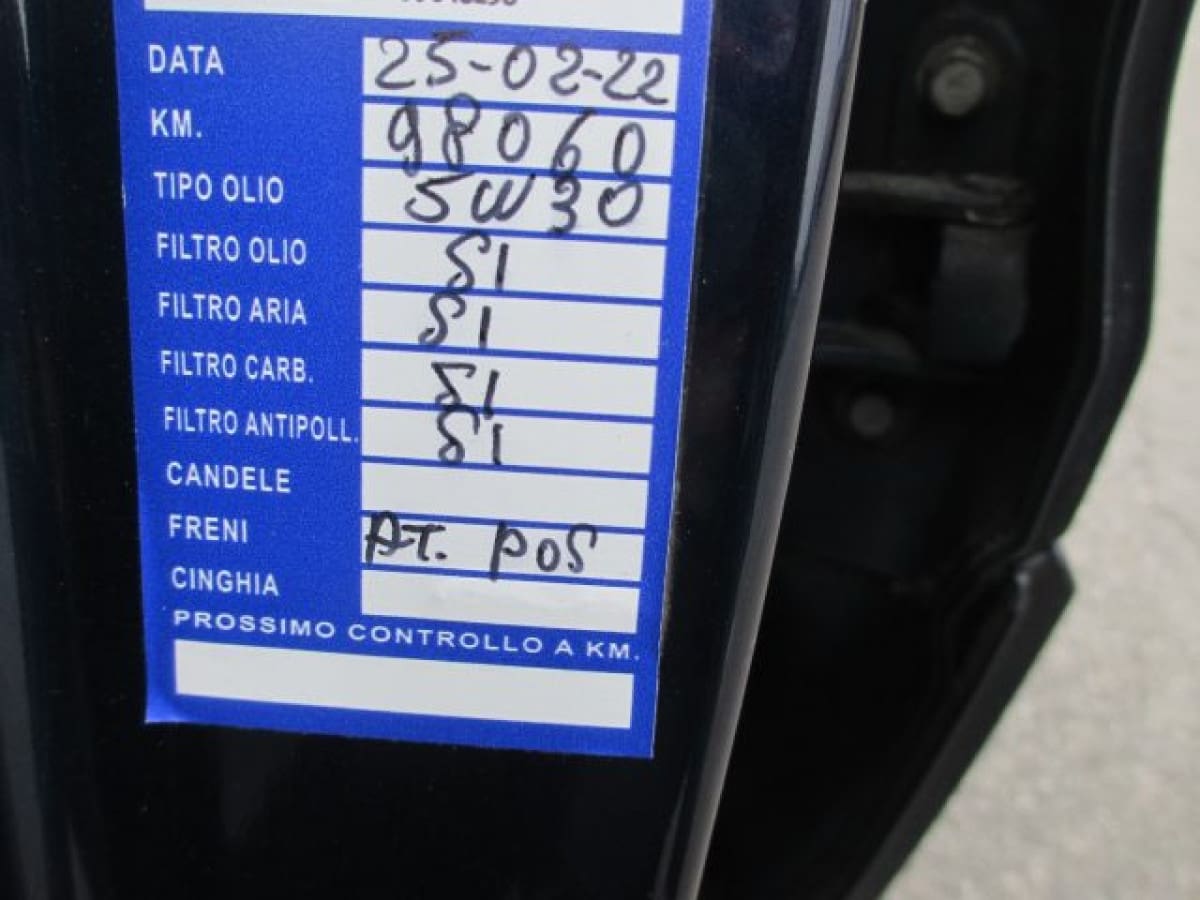 DATA 25-02-22
KM. 98060
TIPO OLIO 5W30
FILTRO OLIO SI
FILTRO ARIA SI
FILTRO CARB. SI
FILTRO ANTIPOLL. SI
CANDELE
FRENI AT. POS
CINGHIA
PROSSIMO CONTROLLO A KM.